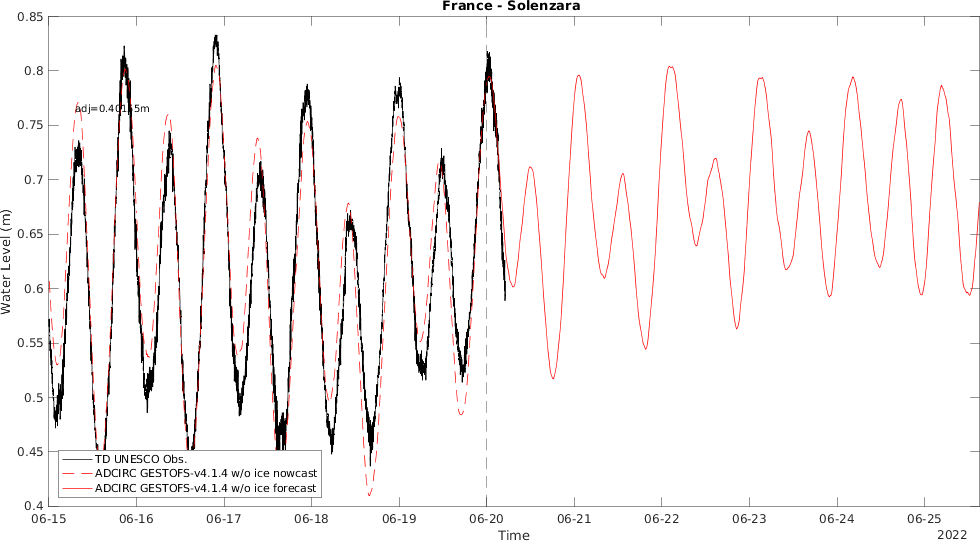 France - Solenzara
0.85
0.8
0.75
0.7
0.65
0.6
0.55
0.5
0.45
0.4
Water Level (m)
TD UNESCO Obs.
ADCIRC GESTOFS-v4.1.4 w/o ice nowcast
ADCIRC GESTOFS-v4.1.4 w/o ice forecast
06-15 06-16 06-17 06-18 06-19 06-20 06-21 06-22 06-23 06-24 06-25
Time
2022